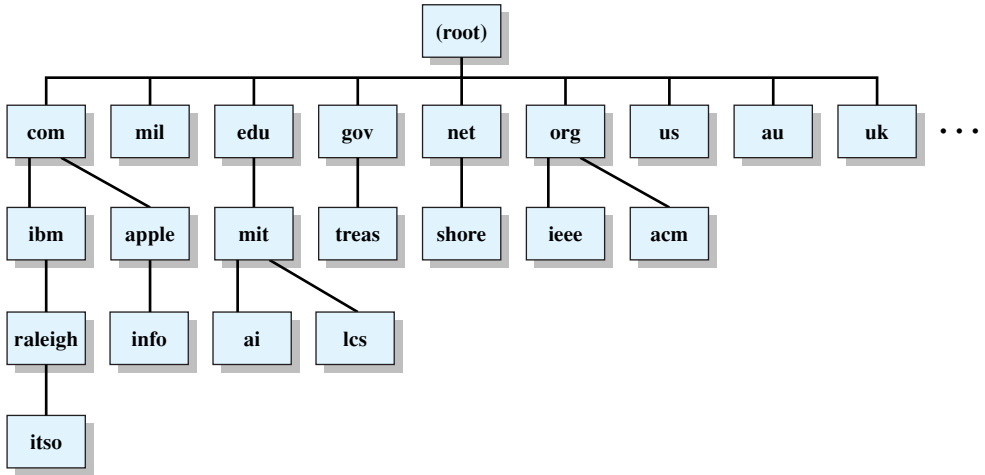 (root)
com mil edu gov net org us au uk ...
ibm apple mit treas shore ieee acm
raleigh info ai lcs
itso